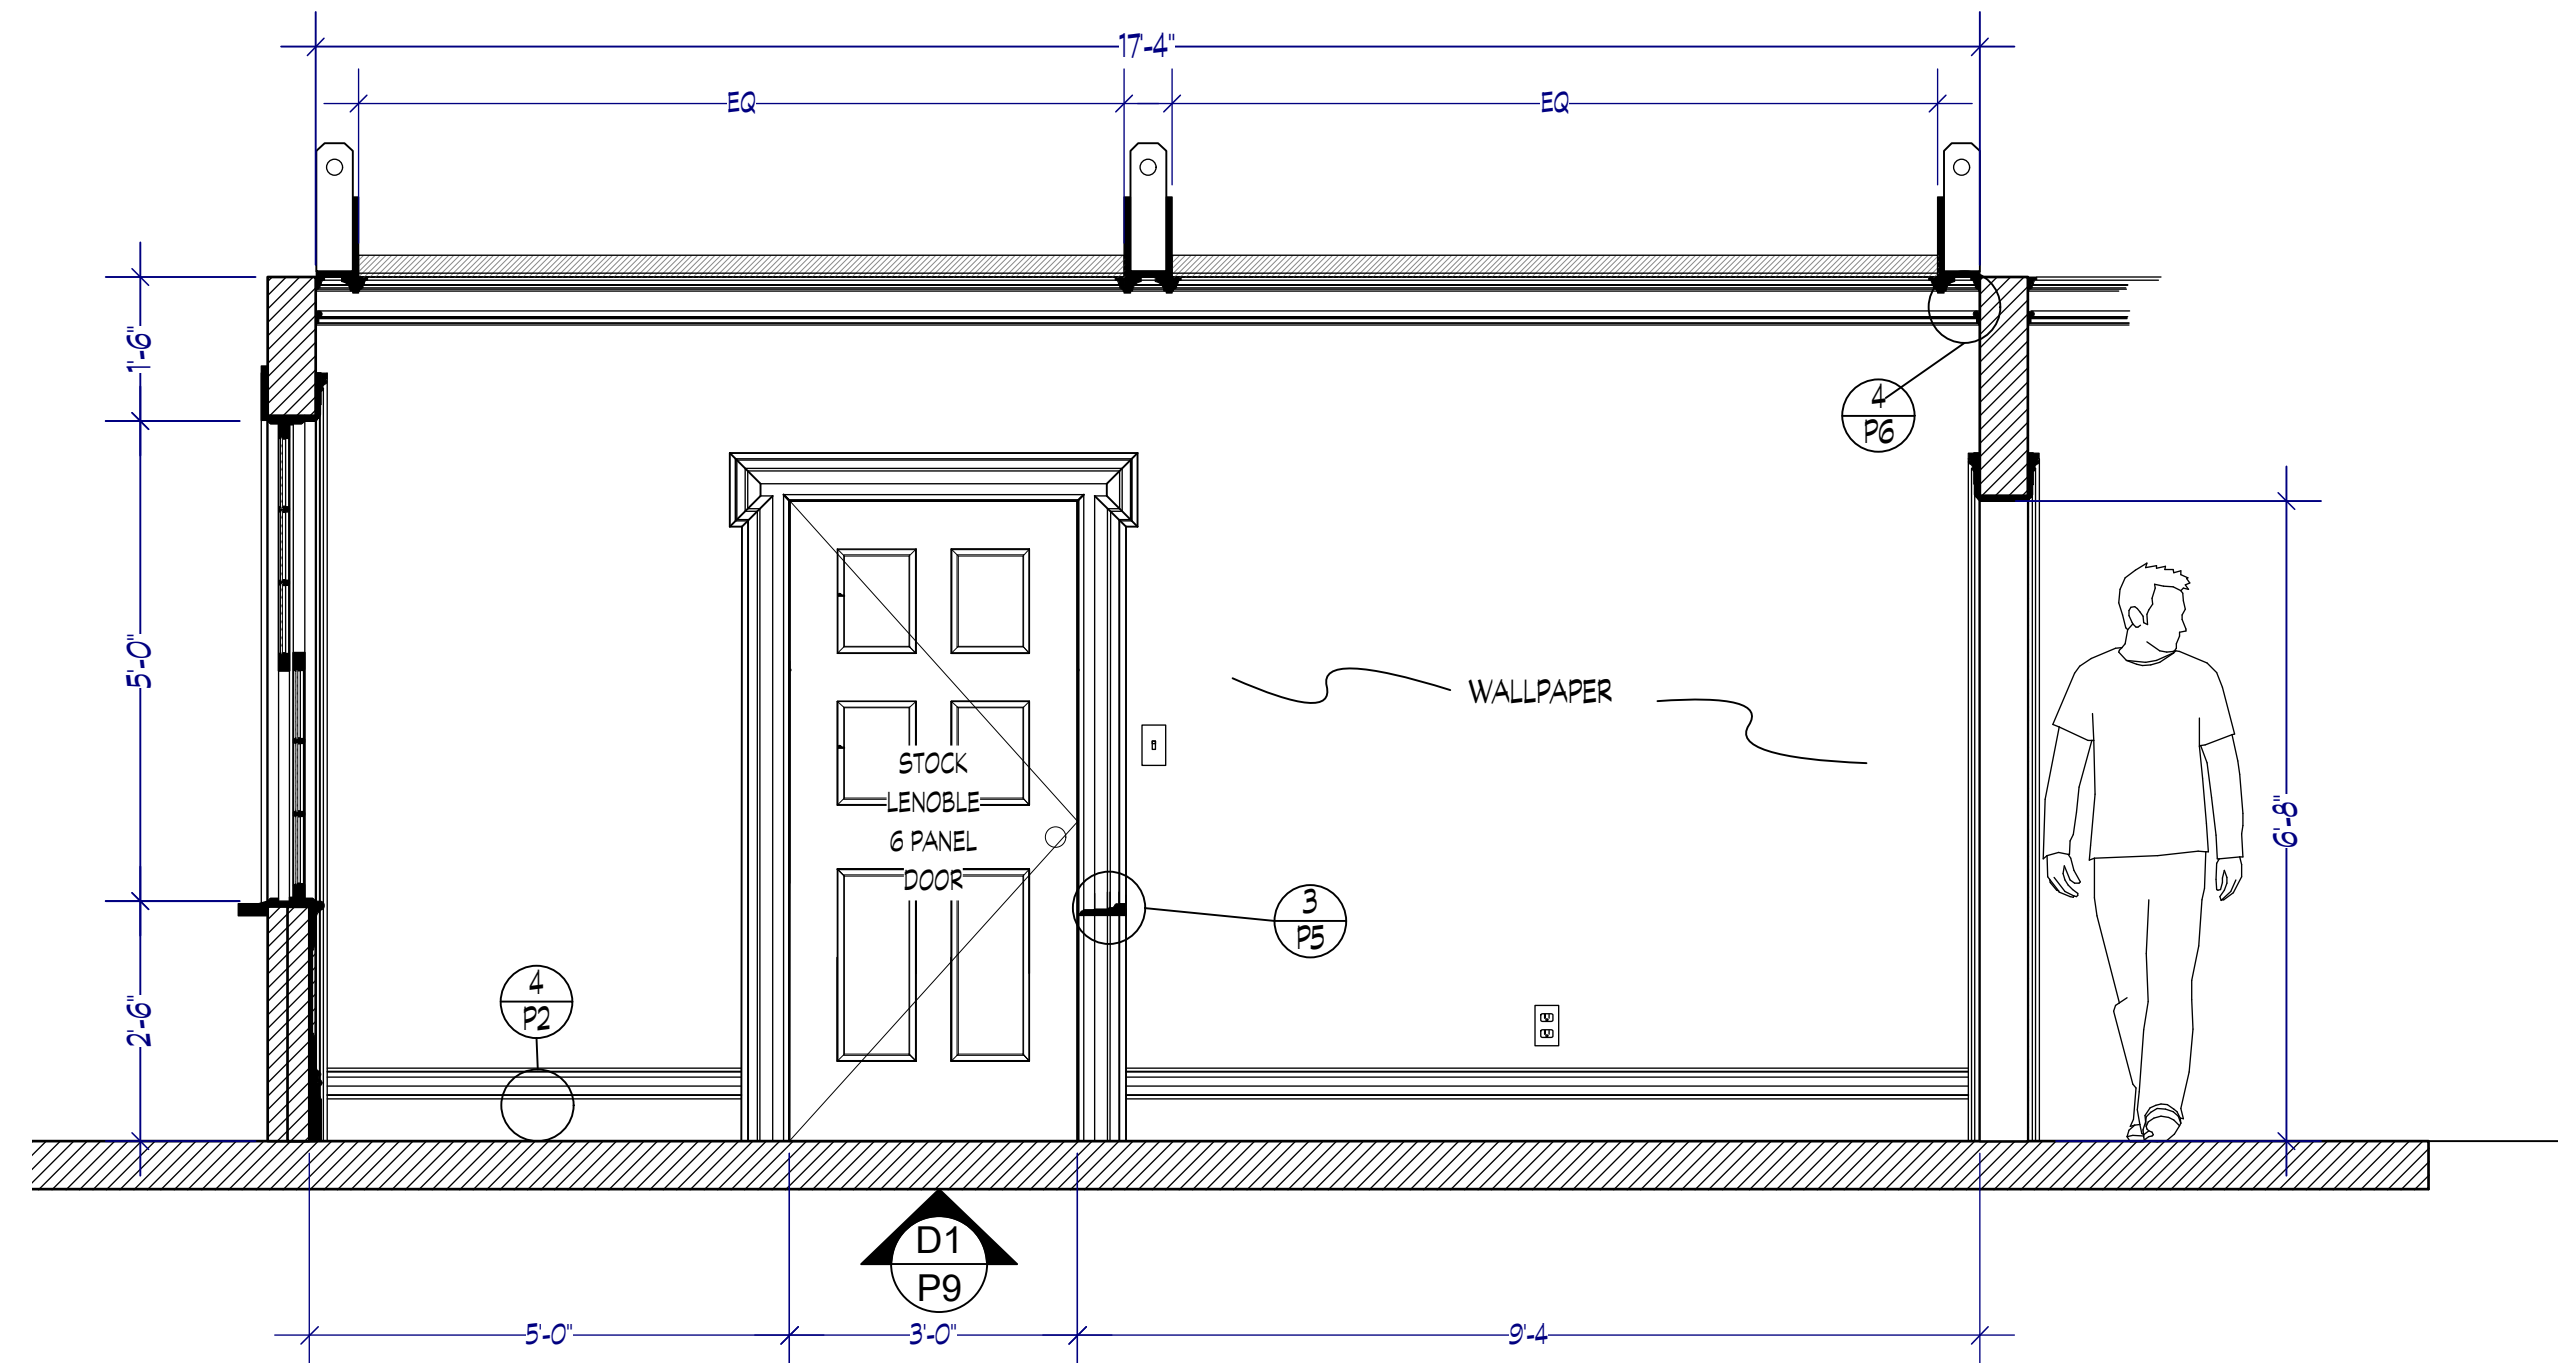 17'-4"
EQ
EQ
1'-6"
4
P6
5'-0"
WALLPAPER
STOCK
LENOBLE
6 PANEL
DOOR
6'-8"
3
P5
4
P2
2'-6"
D1
P9
5'-0"
3'-0"
9'-4